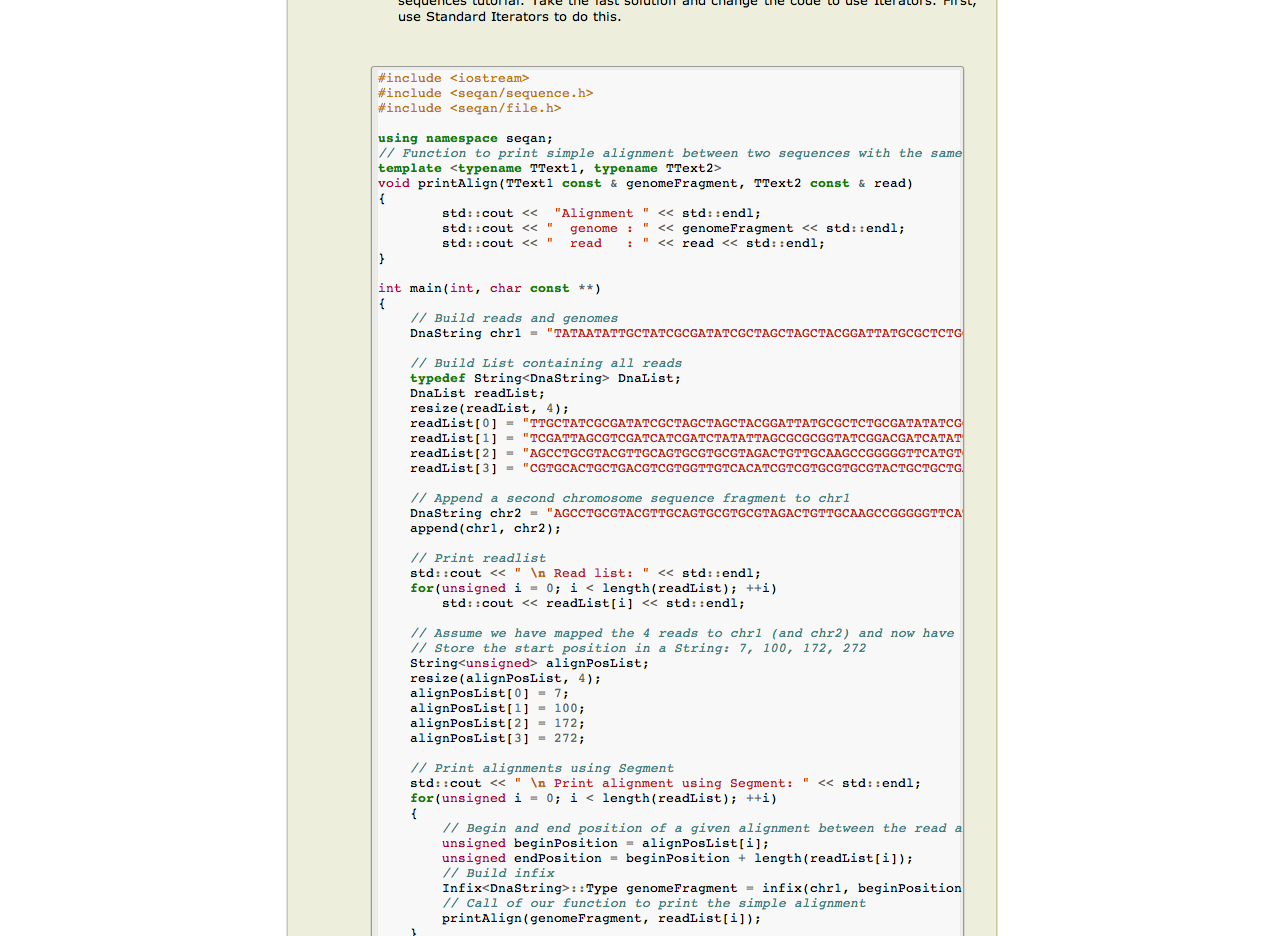 sequences tutorial. Take the last solution and change the code to use Iterators. First,
use Standard Iterators to do this.
#include <iostream>
#include <seqan/sequence.h>
#include <seqan/file.h>
using namespace seqan;
// Function to print simple alignment between two sequences with the same
template <typename TText1, typename TText2>
void printAlign(TText1 const & genomeFragment, TText2 const & read)
{
        std::cout <<  "Alignment " << std::endl;
        std::cout << "  genome : " << genomeFragment << std::endl;
        std::cout << "  read   : " << read << std::endl;
}
int main(int, char const **)
{
    // Build reads and genomes
    DnaString chr1 = "TATAATATTGCTATCGCGATATCGCTAGCTAGCTACGGATTATGCGCTCTG
    // Build List containing all reads
    typedef String<DnaString> DnaList;
    DnaList readList;
    resize(readList, 4);
    readList[0] = "TTGCTATCGCGATATCGCTAGCTAGCTACGGATTATGCGCTCTGCGATATATCG
    readList[1] = "TCGATTAGCGTCGATCATCGATCTATATTAGCGCGCGGTATCGGACGATCATAT
    readList[2] = "AGCCTGCGTACGTTGCAGTGCGTGCGTAGACTGTTGCAAGCCGGGGGTTCATGT
    readList[3] = "CGTGCACTGCTGACGTCGTGGTTGTCACATCGTCGTGCGTGCGTACTGCTGCTG
    // Append a second chromosome sequence fragment to chr1
    DnaString chr2 = "AGCCTGCGTACGTTGCAGTGCGTGCGTAGACTGTTGCAAGCCGGGGGTTCA
    append(chr1, chr2);
    // Print readlist
    std::cout << " \n Read list: " << std::endl;
    for(unsigned i = 0; i < length(readList); ++i)
        std::cout << readList[i] << std::endl;
    // Assume we have mapped the 4 reads to chr1 (and chr2) and now have
    // Store the start position in a String: 7, 100, 172, 272
    String<unsigned> alignPosList;
    resize(alignPosList, 4);
    alignPosList[0] = 7;
    alignPosList[1] = 100;
    alignPosList[2] = 172;
    alignPosList[3] = 272;
    // Print alignments using Segment
    std::cout << " \n Print alignment using Segment: " << std::endl;
    for(unsigned i = 0; i < length(readList); ++i)
    {
        // Begin and end position of a given alignment between the read a
        unsigned beginPosition = alignPosList[i];
        unsigned endPosition = beginPosition + length(readList[i]);
        // Build infix
        Infix<DnaString>::Type genomeFragment = infix(chr1, beginPosition
        // Call of our function to print the simple alignment
        printAlign(genomeFragment, readList[i]);
    }